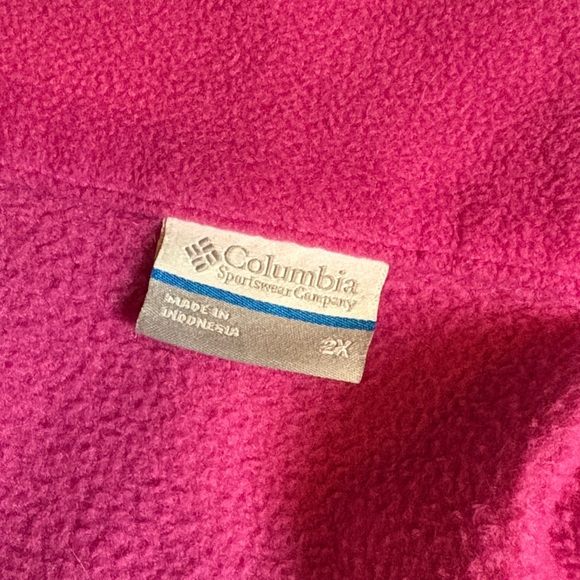 Columbia
Sportswear Company
MADE IN
INDONESIA
2X